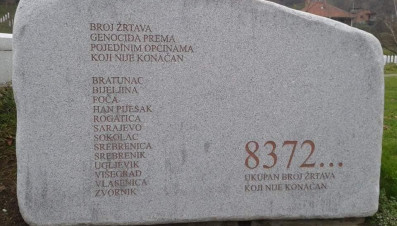 BROJ ŽRTAVA
GENOCIDA PREMA
POJEDINIM OPĆINAMA
KOJI NIJE KONAČAN
BRATUNAC
BIJELJINA
FOČA
HAN PIJESAK
ROGATICA
SARAJEVO
SOKOLAC
SREBRENICA
SREBRENIK
UGLJEVIK
VIŠEGRAD
VLASENICA
ZVORNIK
8372...
UKUPAN BROJ ŽRTAVA
KOJI NIJE KONAČAN